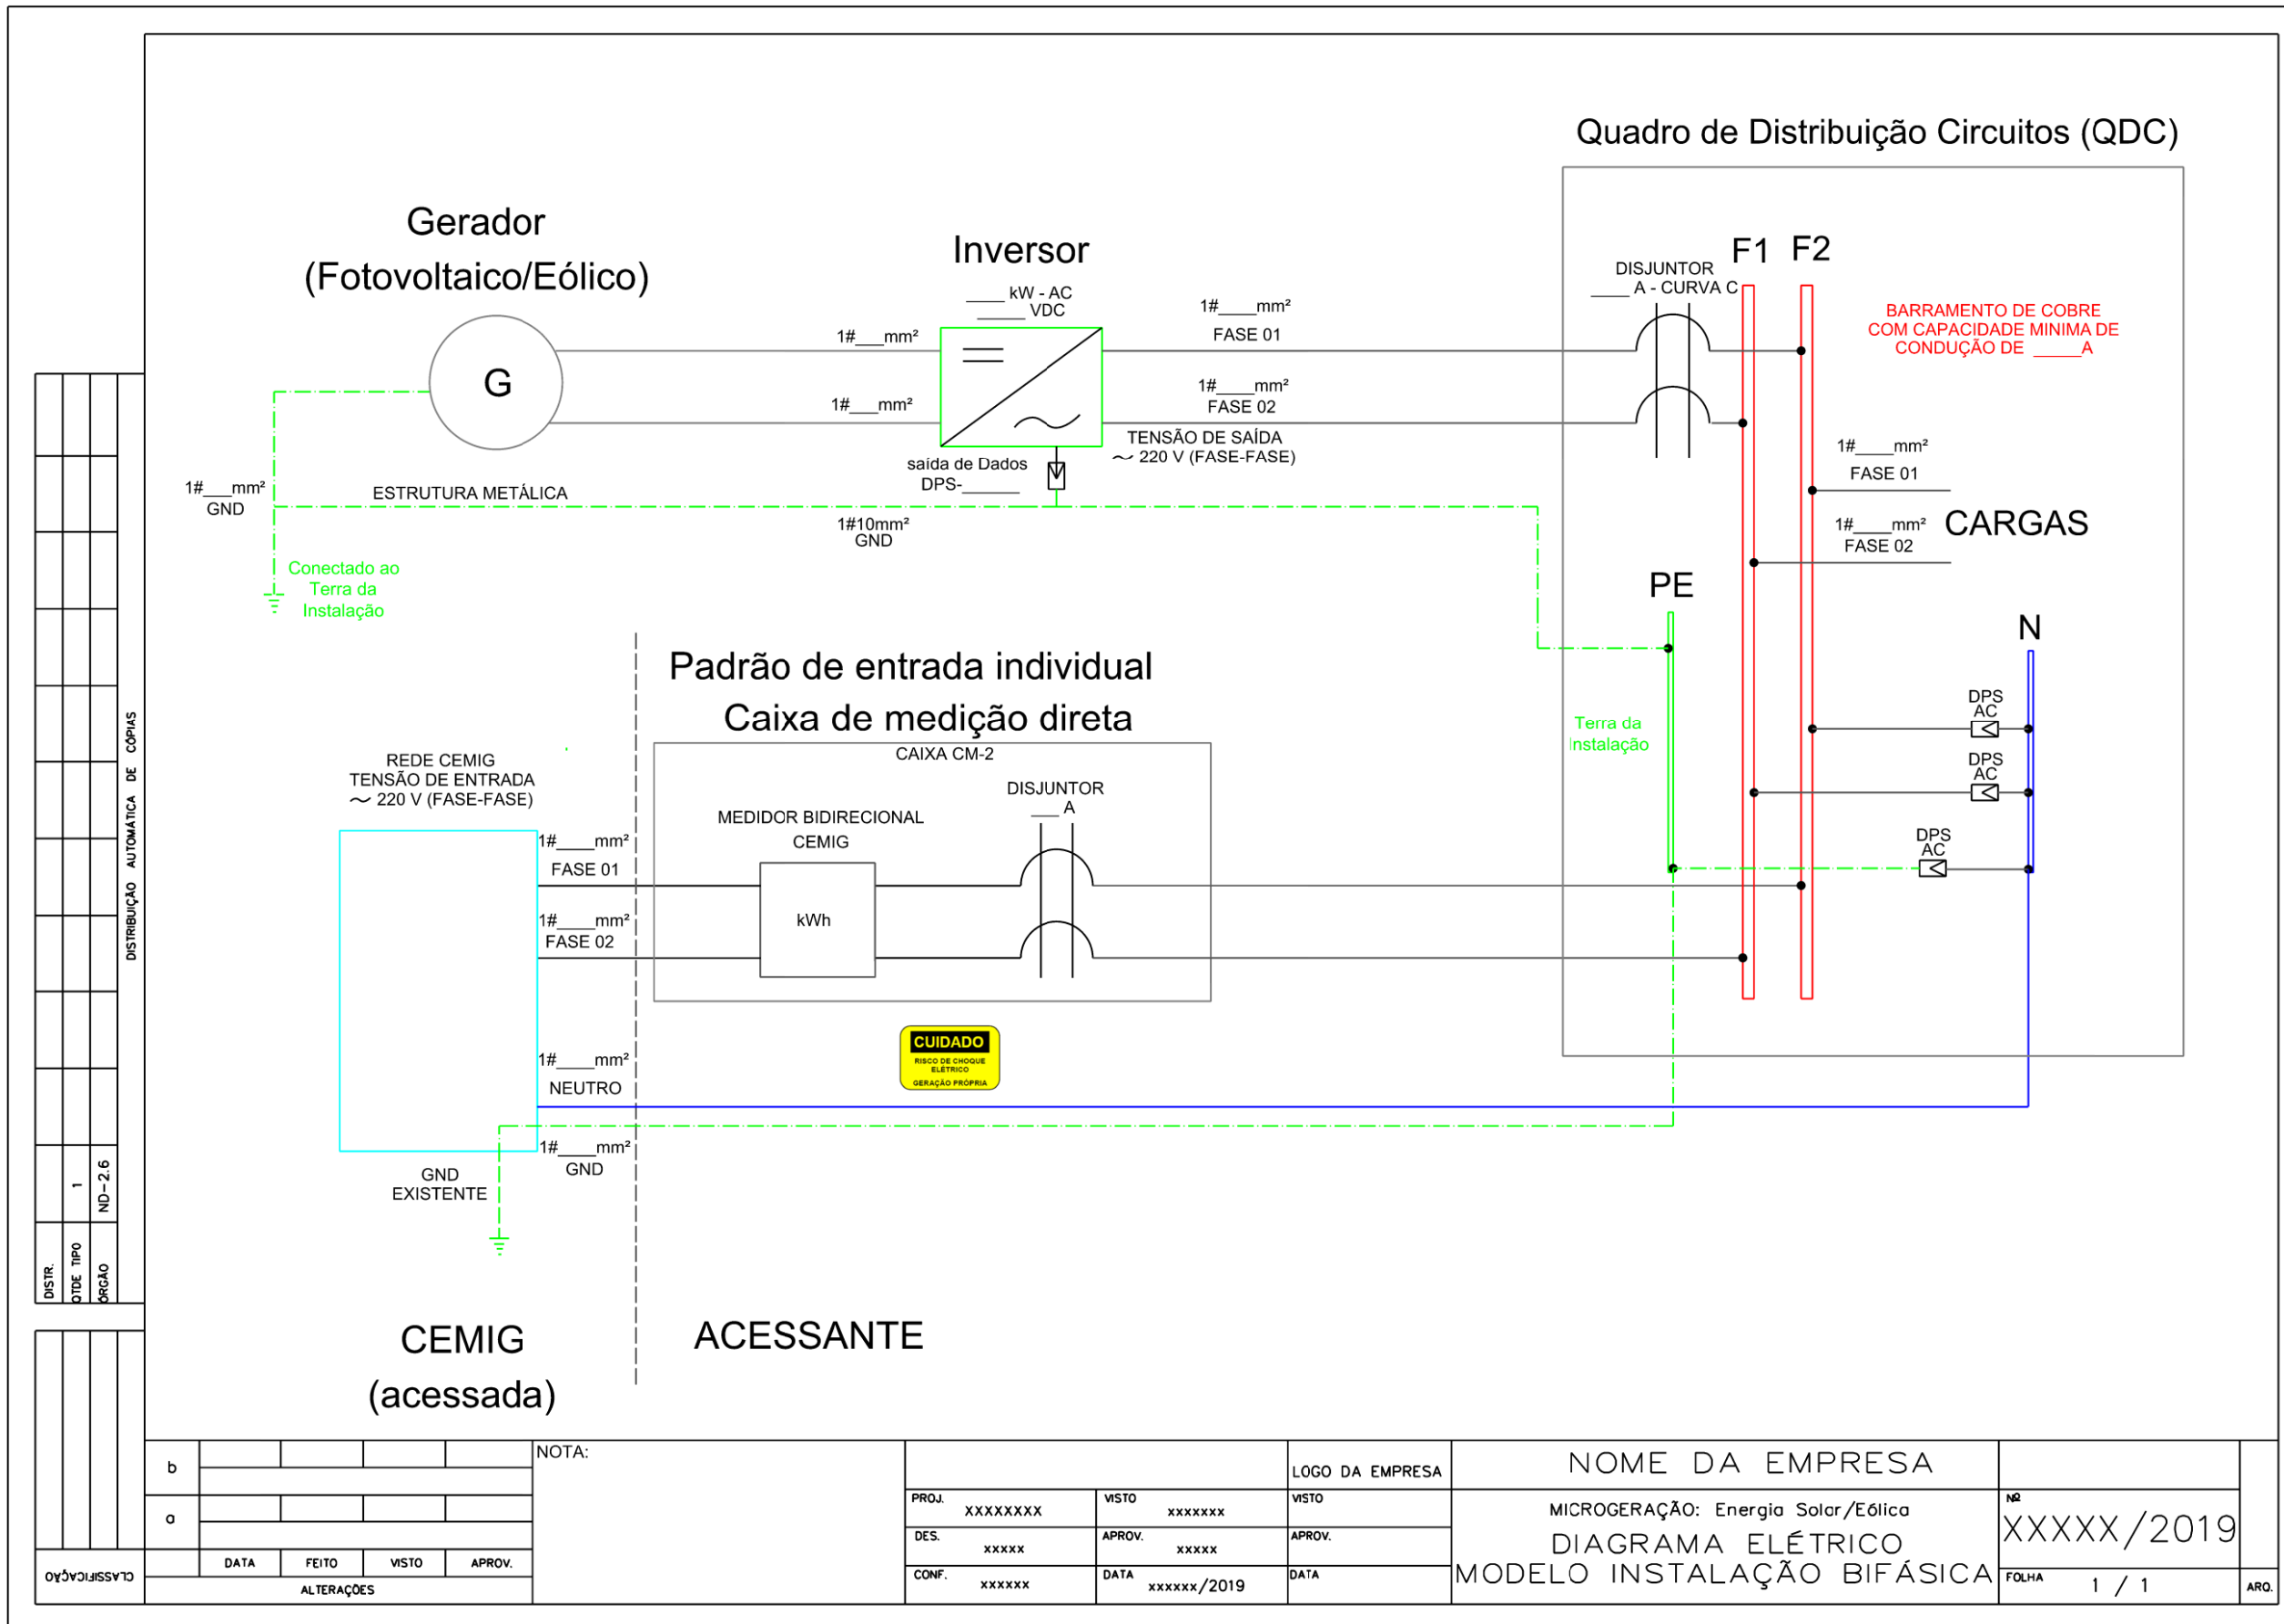 Quadro de Distribuição Circuitos (QDC)
Gerador
(Fotovoltaico/Eólico)
G
Inversor
____ kW - AC
_____ VDC
1#___mm²
1#___mm²
1#____mm²
FASE 01
1#____mm²
FASE 02
TENSÃO DE SAÍDA
~ 220 V (FASE-FASE)
saída de Dados
DPS-______
DISJUNTOR
____ A - CURVA C
F1
F2
BARRAMENTO DE COBRE
COM CAPACIDADE MINIMA DE
CONDUÇÃO DE _____A
1#____mm²
FASE 01
1#____mm²
FASE 02
CARGAS
1#___mm²
GND
ESTRUTURA METÁLICA
1#10mm²
GND
Conectado ao
Terra da
Instalação
PE
N
Terra da
Instalação
DPS
AC
DPS
AC
DPS
AC
Padrão de entrada individual
Caixa de medição direta
CAIXA CM-2
REDE CEMIG
TENSÃO DE ENTRADA
~ 220 V (FASE-FASE)
MEDIDOR BIDIRECIONAL
CEMIG
kWh
DISJUNTOR
___ A
1#____mm²
FASE 01
1#____mm²
FASE 02
1#____mm²
NEUTRO
1#____mm²
GND
GND
EXISTENTE
CUIDADO
RISCO DE CHOQUE
ELÉTRICO
GERAÇÃO PRÓPRIA
CEMIG
(acessada)
ACESSANTE
DISTRIBUIÇÃO AUTOMÁTICA DE CÓPIAS
DISTR.
QTDE TIPO 1
ÓRGÃO ND-2.6
CLASSIFICAÇÃO
b
a
DATA FEITO VISTO APROV.
ALTERAÇÕES
NOTA:
LOGO DA EMPRESA
PROJ. XXXXXXXX VISTO xxxxxxx VISTO
DES. xxxxx APROV. xxxxx APROV.
CONF. xxxxxx DATA xxxxxx/2019 DATA
NOME DA EMPRESA
MICROGERAÇÃO: Energia Solar/Eólica
DIAGRAMA ELÉTRICO
MODELO INSTALAÇÃO BIFÁSICA
Nº
XXXXX/2019
FOLHA 1 / 1
ARQ.